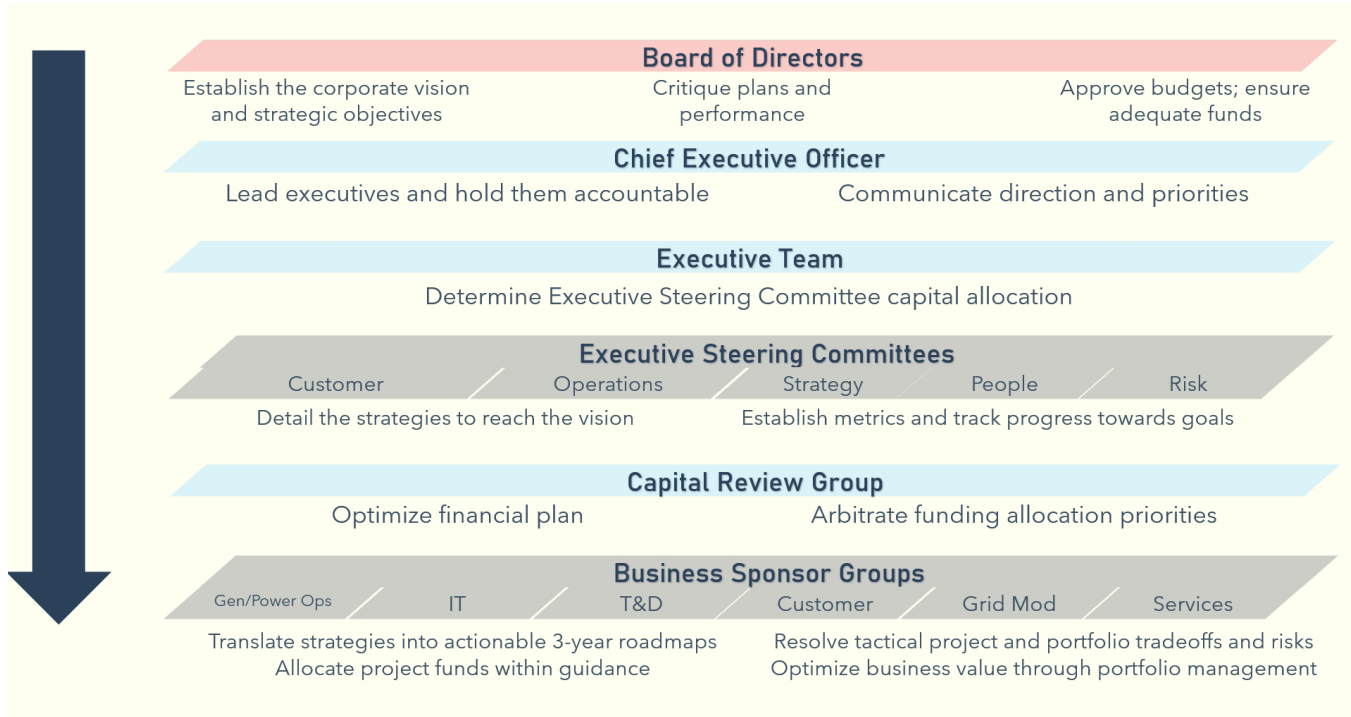 Board of Directors
Establish the corporate vision
and strategic objectives
Critique plans and
performance
Approve budgets; ensure
adequate funds
Chief Executive Officer
Lead executives and hold them accountable
Communicate direction and priorities
Executive Team
Determine Executive Steering Committee capital allocation
Executive Steering Committees
Customer
Operations
Strategy
People
Risk
Detail the strategies to reach the vision
Establish metrics and track progress towards goals
Capital Review Group
Optimize financial plan
Arbitrate funding allocation priorities
Business Sponsor Groups
Gen/Power Ops
IT
T&D
Customer
Grid Mod
Services
Translate strategies into actionable 3-year roadmaps
Allocate project funds within guidance
Resolve tactical project and portfolio tradeoffs and risks
Optimize business value through portfolio management